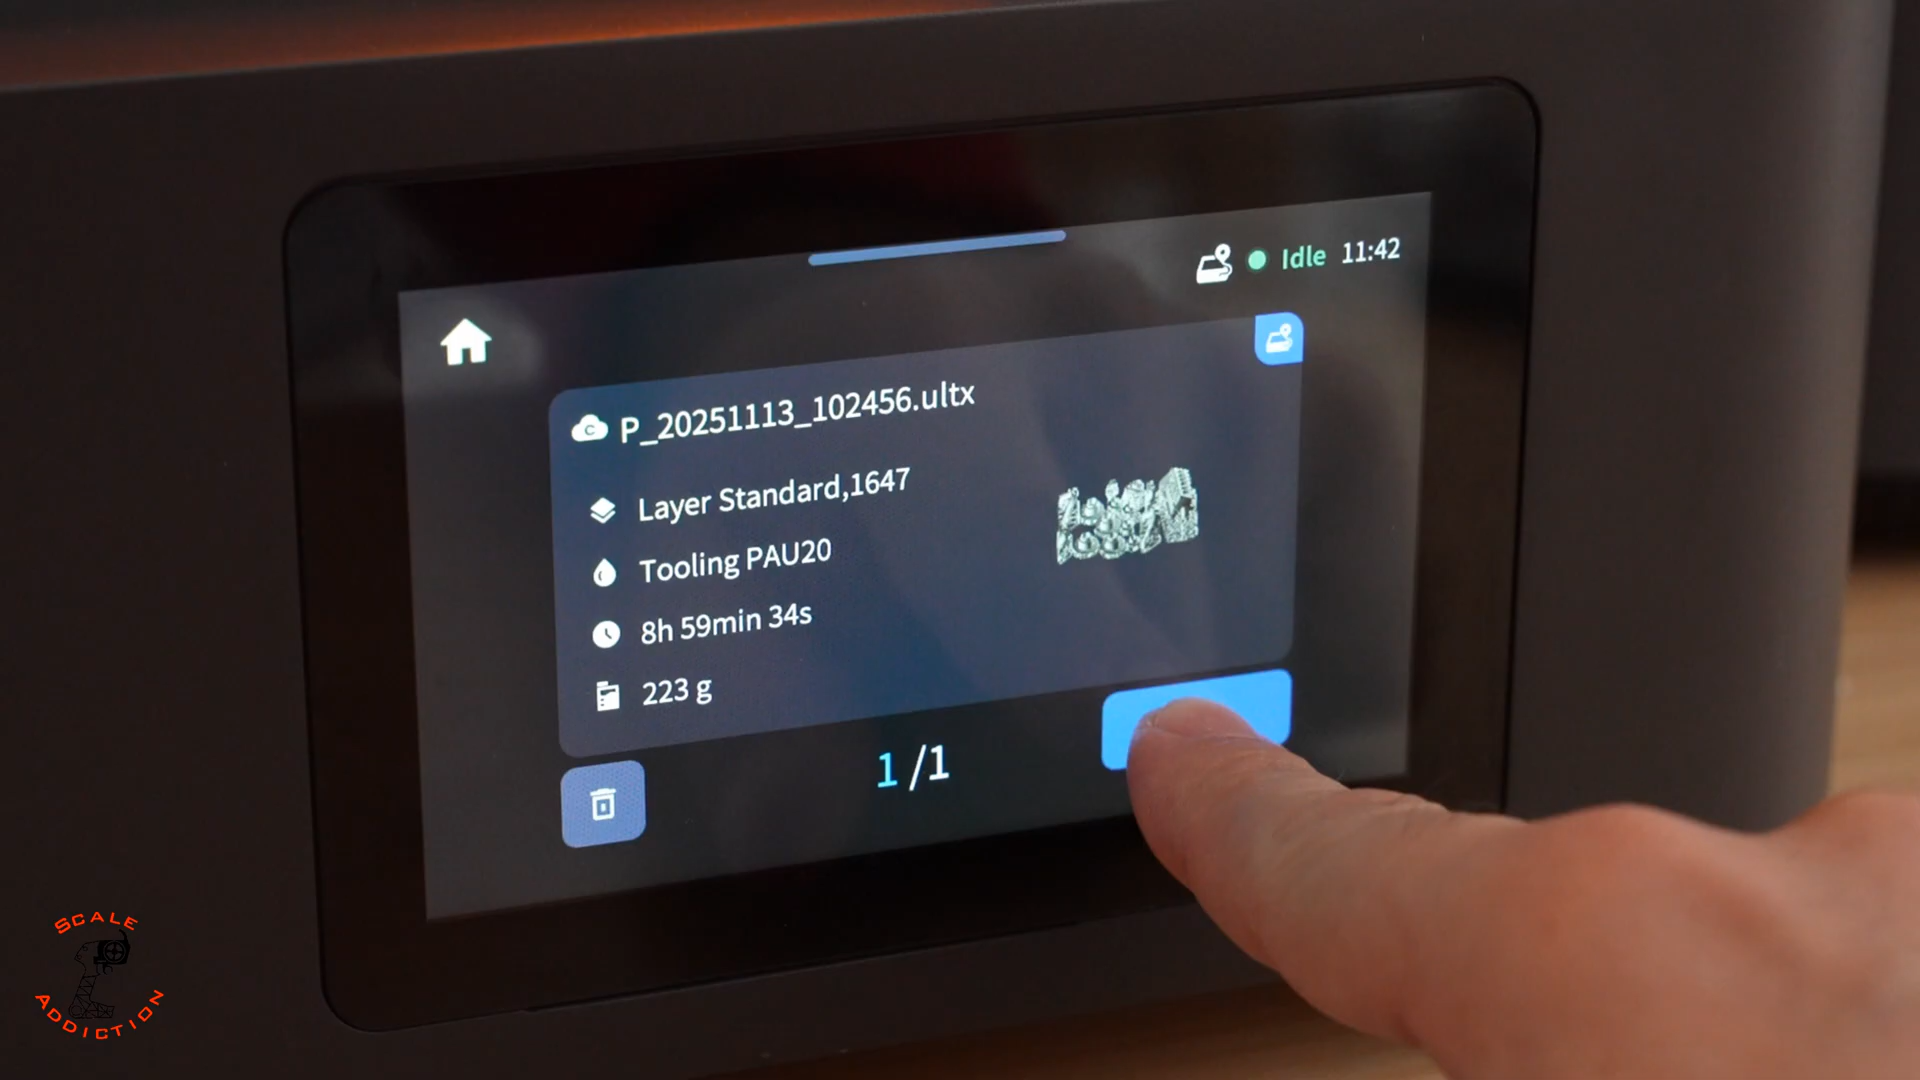 Idle 11:42
P_20251113_102456.ultx
Layer Standard,1647
Tooling PAU20
8h 59min 34s
223 g
1 /1
SCALE
ADDICTION